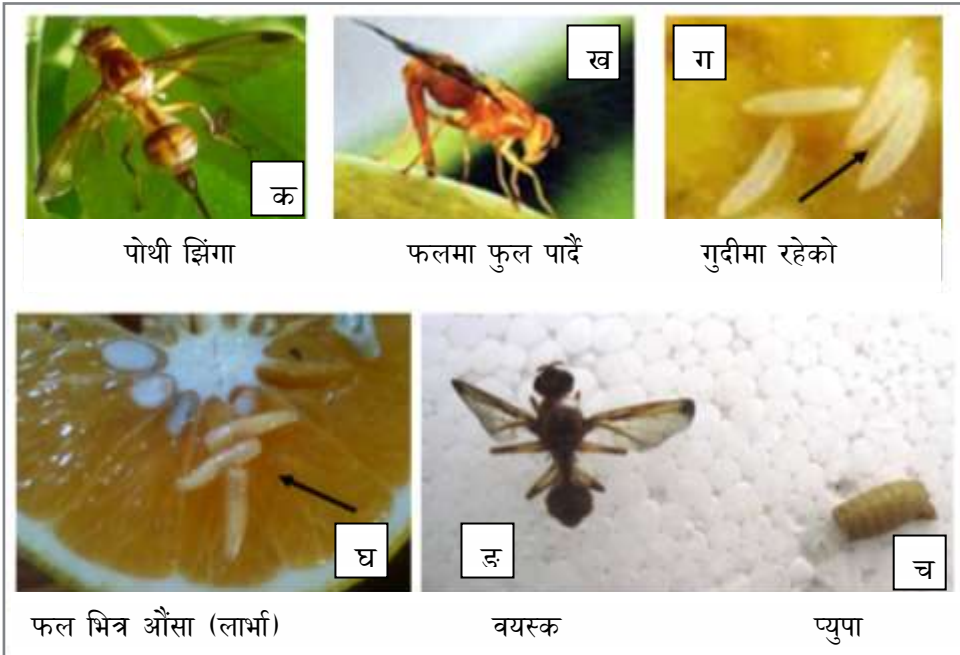 क
ख
ग
पोथी झिंगा
फलमा फुल पार्दै
गुदीमा रहेको
घ
ङ
च
फल भित्र औंसा (लार्भा)
वयस्क
प्युपा